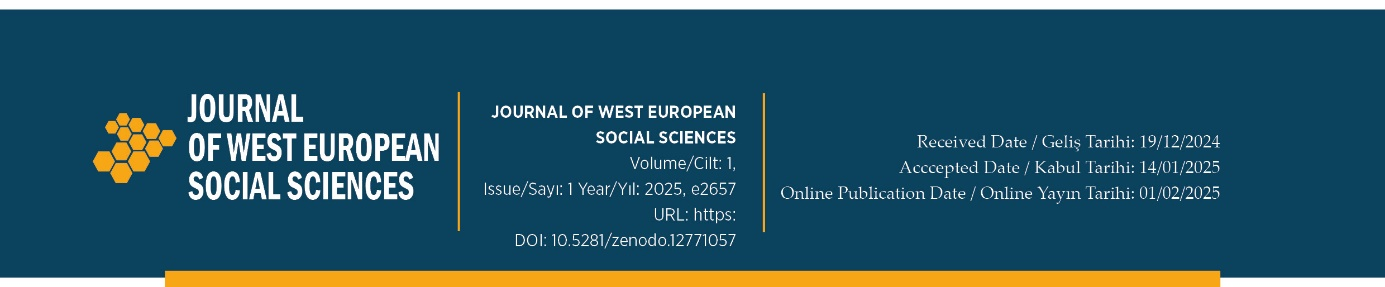 JOURNAL
OF WEST EUROPEAN
SOCIAL SCIENCES
JOURNAL OF WEST EUROPEAN
SOCIAL SCIENCES
Volume/Cilt: 1,
Issue/Sayı: 1 Year/Yıl: 2025, e2657
URL: https:
DOI: 10.5281/zenodo.12771057
Received Date / Geliş Tarihi: 19/12/2024
Acccepted Date / Kabul Tarihi: 14/01/2025
Online Publication Date / Online Yayın Tarihi: 01/02/2025